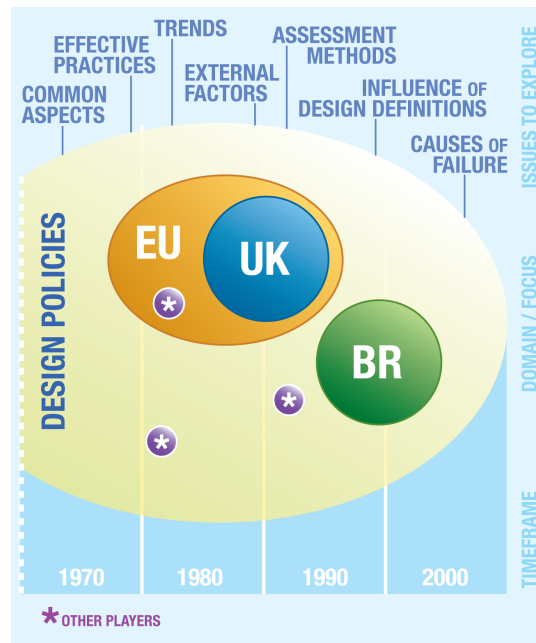 TRENDS
EFFECTIVE
PRACTICES
ASSESSMENT
METHODS
COMMON
ASPECTS
EXTERNAL
FACTORS
INFLUENCE OF
DESIGN DEFINITIONS
CAUSES OF
FAILURE
ISSUES TO EXPLORE
DESIGN POLICIES
EU
UK
*
BR
*
*
DOMAIN / FOCUS
TIMEFRAME
1970
1980
1990
2000
* OTHER PLAYERS